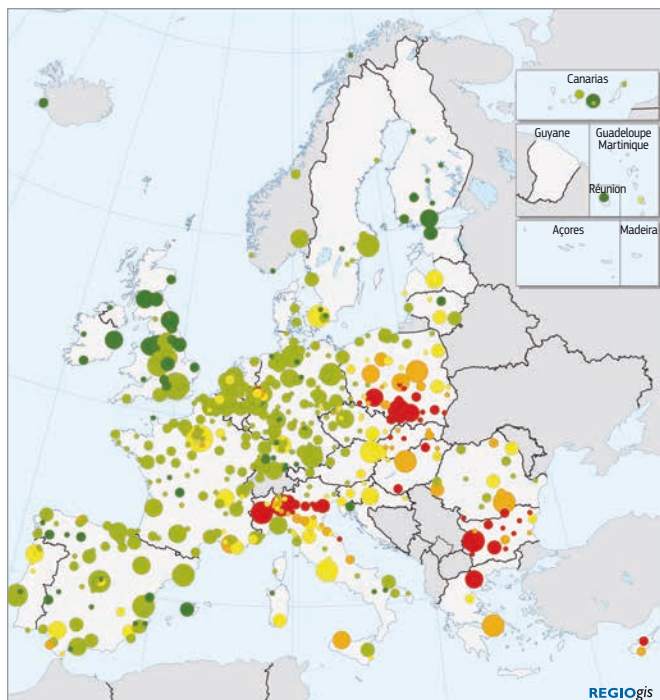 Canarias
Guyane
Guadeloupe
Martinique
Réunion
Açores
Madeira
REGIOgis